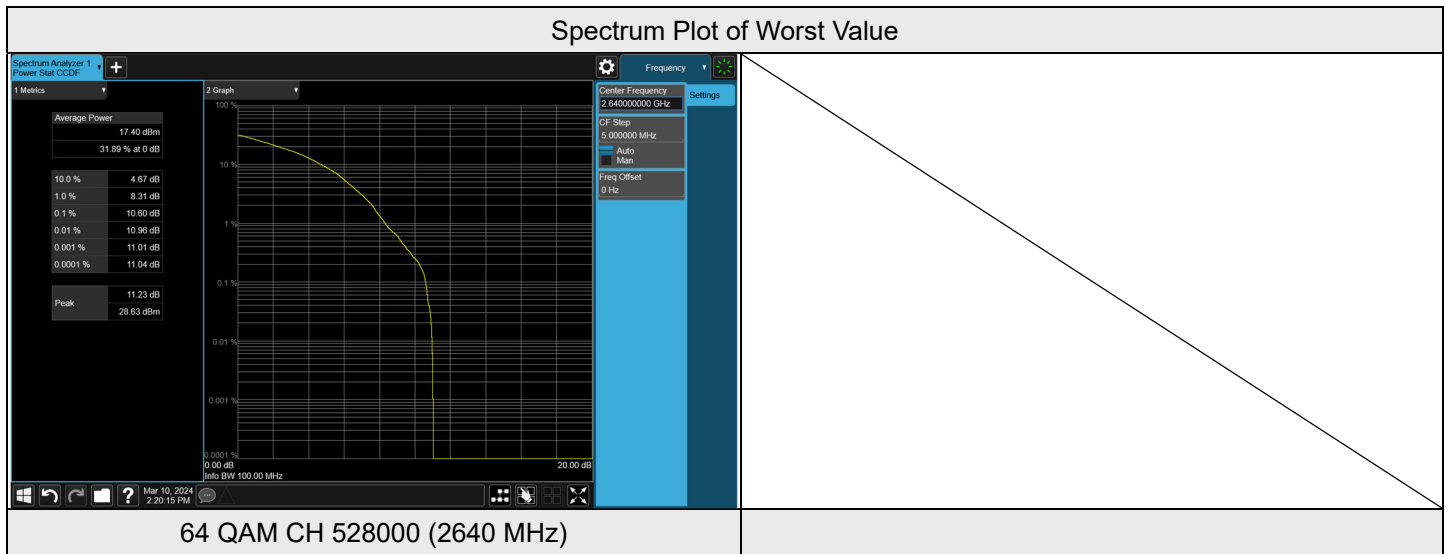 Spectrum Plot of Worst Value
Spectrum Analyzer 1
Power Stat CCDF
+
Frequency
1 Metrics
2 Graph
Average Power
17.40 dBm
31.89 % at 0 dB
10.0 % 4.67 dB
1.0 % 8.31 dB
0.1 % 10.60 dB
0.01 % 10.96 dB
0.001 % 11.01 dB
0.0001 % 11.04 dB
Peak
11.23 dB
28.63 dBm
100 %
10 %
1 %
0.1 %
0.01 %
0.001 %
0.0001 %
0.00 dB 20.00 dB
Info BW 100.00 MHz
Center Frequency
2.640000000 GHz
Settings
CF Step
5.000000 MHz
Auto
Man
Freq Offset
0 Hz
?
Mar 10, 2024
2:20:15 PM
64 QAM CH 528000 (2640 MHz)